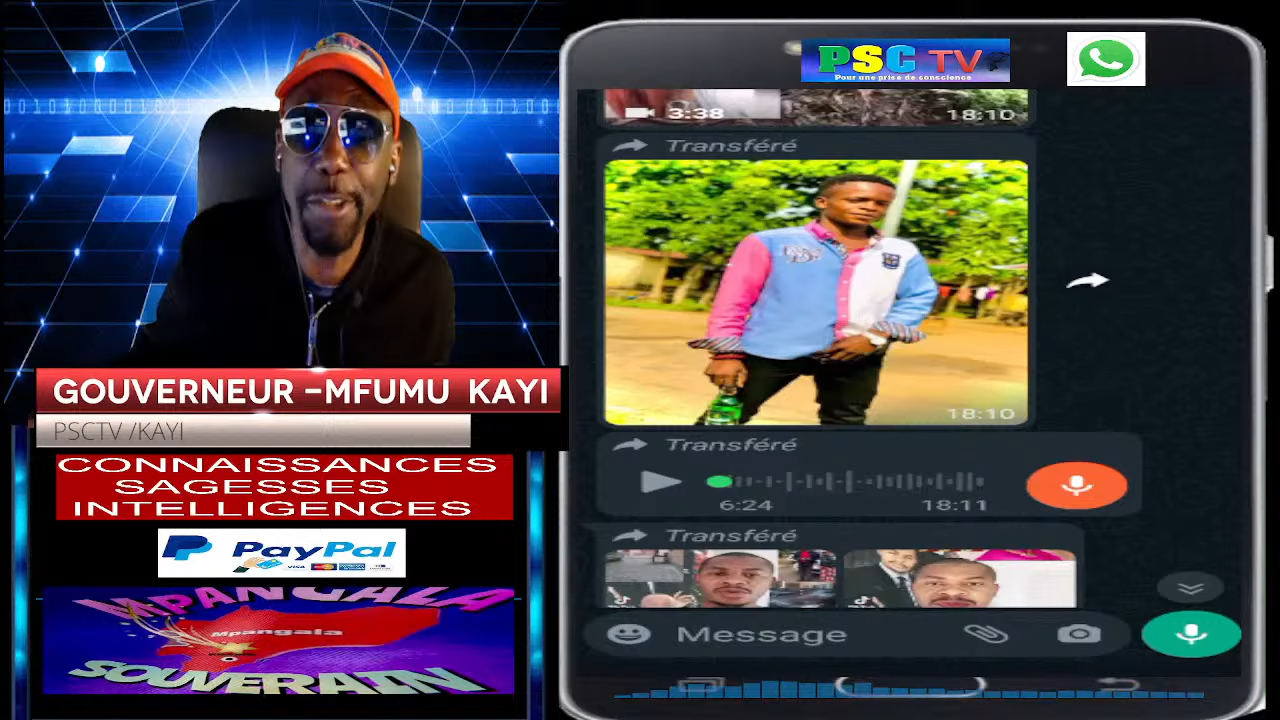 GOUVERNEUR -MFUMU KAYI
PSCTV /KAYI
CONNAISSANCES
SAGESSES
INTELLIGENCES
PayPal
VISA
MPANGALA
Mpangala
SOUVERAIN
PSC TV
Pour une prise de conscience
3:38
18:10
Transféré
18:10
Transféré
6:24
18:11
Transféré
Message